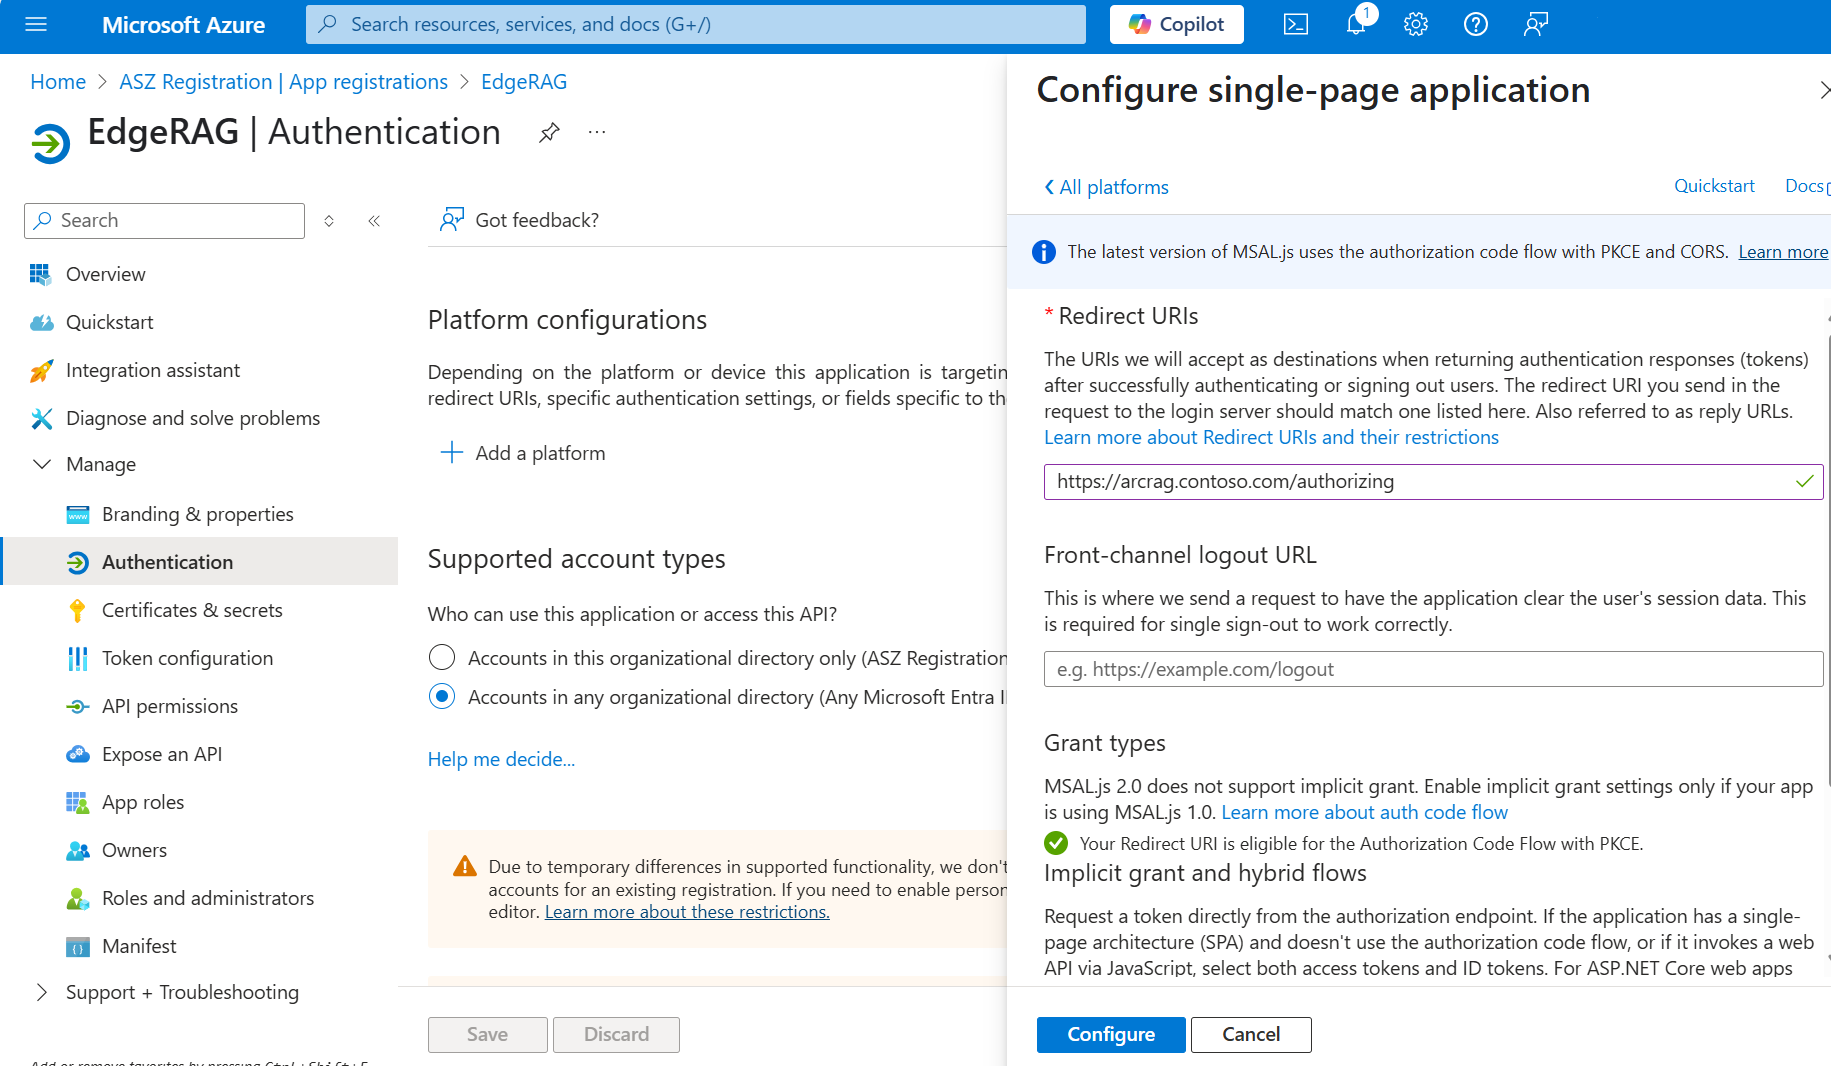 Microsoft Azure
Search resources, services, and docs (G+/)
Copilot
1
Home > ASZ Registration | App registrations > EdgeRAG
EdgeRAG | Authentication
Search
Overview
Quickstart
Integration assistant
Diagnose and solve problems
Manage
Branding & properties
Authentication
Certificates & secrets
Token configuration
API permissions
Expose an API
App roles
Owners
Roles and administrators
Manifest
Support + Troubleshooting
Add or remove favorites by pressing Ctrl+Shift+F
Got feedback?
Platform configurations
Depending on the platform or device this application is targetin
redirect URIs, specific authentication settings, or fields specific to th
Add a platform
Supported account types
Who can use this application or access this API?
Accounts in this organizational directory only (ASZ Registration
Accounts in any organizational directory (Any Microsoft Entra I
Help me decide...
Due to temporary differences in supported functionality, we don't
accounts for an existing registration. If you need to enable person
editor. Learn more about these restrictions.
Save
Discard
Configure single-page application
All platforms
Quickstart
Docs
The latest version of MSAL.js uses the authorization code flow with PKCE and CORS. Learn more
* Redirect URIs
The URIs we will accept as destinations when returning authentication responses (tokens)
after successfully authenticating or signing out users. The redirect URI you send in the
request to the login server should match one listed here. Also referred to as reply URLs.
Learn more about Redirect URIs and their restrictions
https://arcrag.contoso.com/authorizing
Front-channel logout URL
This is where we send a request to have the application clear the user's session data. This
is required for single sign-out to work correctly.
e.g. https://example.com/logout
Grant types
MSAL.js 2.0 does not support implicit grant. Enable implicit grant settings only if your app
is using MSAL.js 1.0. Learn more about auth code flow
Your Redirect URI is eligible for the Authorization Code Flow with PKCE.
Implicit grant and hybrid flows
Request a token directly from the authorization endpoint. If the application has a single-
page architecture (SPA) and doesn't use the authorization code flow, or if it invokes a web
API via JavaScript, select both access tokens and ID tokens. For ASP.NET Core web apps
Configure
Cancel